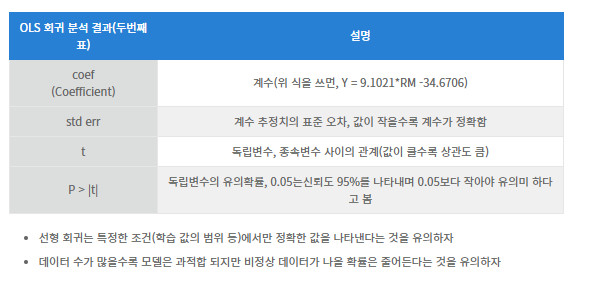 OLS 회귀 분석 결과(두번째
표)
설명
coef
(Coefficient)
계수(위 식을 쓰면, Y = 9.1021*RM -34.6706)
std err
계수 추정치의 표준 오차, 값이 작을수록 계수가 정확함
t
독립변수, 종속변수 사이의 관계(값이 클수록 상관도 큼)
P > |t|
독립변수의 유의확률, 0.05는신뢰도 95%를 나타내며 0.05보다 작아야 유의미 하다
고 봄
• 선형 회귀는 특정한 조건(학습 값의 범위 등)에서만 정확한 값을 나타낸다는 것을 유의하자
• 데이터 수가 많을수록 모델은 과적합 되지만 비정상 데이터가 나올 확률은 줄어든다는 것을 유의하자